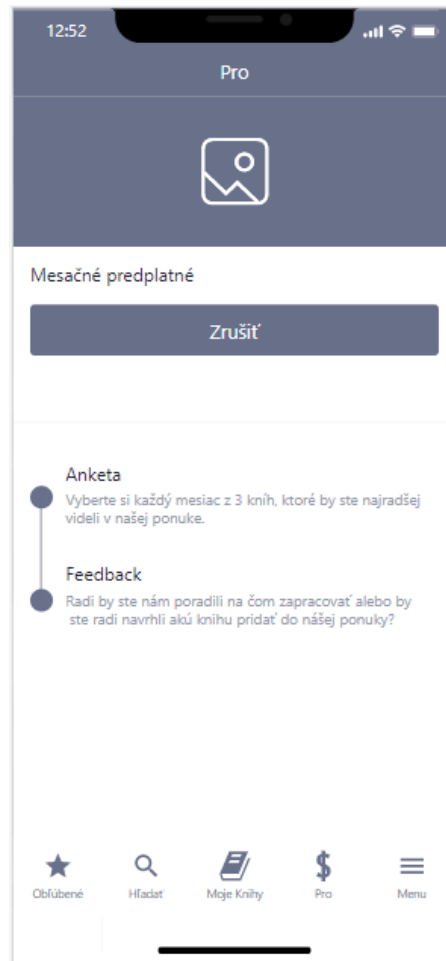 12:52
Pro
Mesačné predplatné
Zrušiť
Anketa
Vyberte si každý mesiac z 3 kníh, ktoré by ste najradšej
videli v našej ponuke.
Feedback
Radi by ste nám poradili na čom zapracovať alebo by
ste radi navrhli akú knihu pridať do nášej ponuky?
Obľúbené
Hľadať
Moje Knihy
Pro
Menu